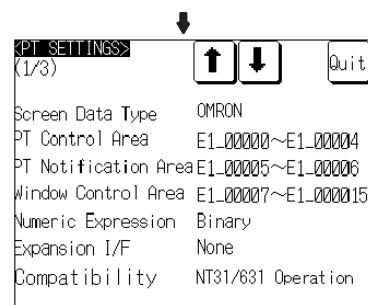 <PT SETTINGS>
(1/3)
Quit
Screen Data Type OMRON
PT Control Area E1_00000~E1_00004
PT Notification Area E1_00005~E1_00006
Window Control Area E1_00007~E1_000015
Numeric Expression Binary
Expansion I/F None
Compatibility NT31/631 Operation